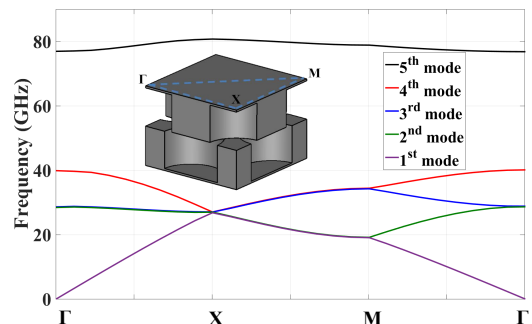 80
60
40
20
0
Frequency (GHz)
Γ
M
X
5th mode
4th mode
3rd mode
2nd mode
1st mode
Γ X M Γ